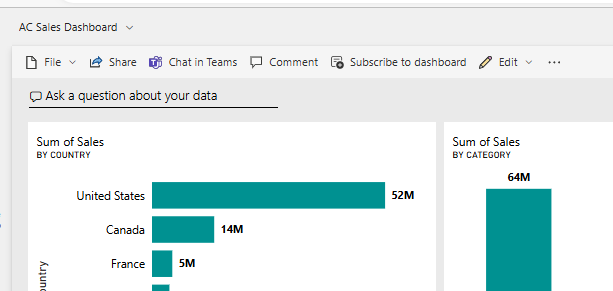 AC Sales Dashboard
File Share Chat in Teams Comment Subscribe to dashboard Edit ...
Ask a question about your data
Sum of Sales
BY COUNTRY
United States 52M
Canada 14M
France 5M
Sum of Sales
BY CATEGORY
64M